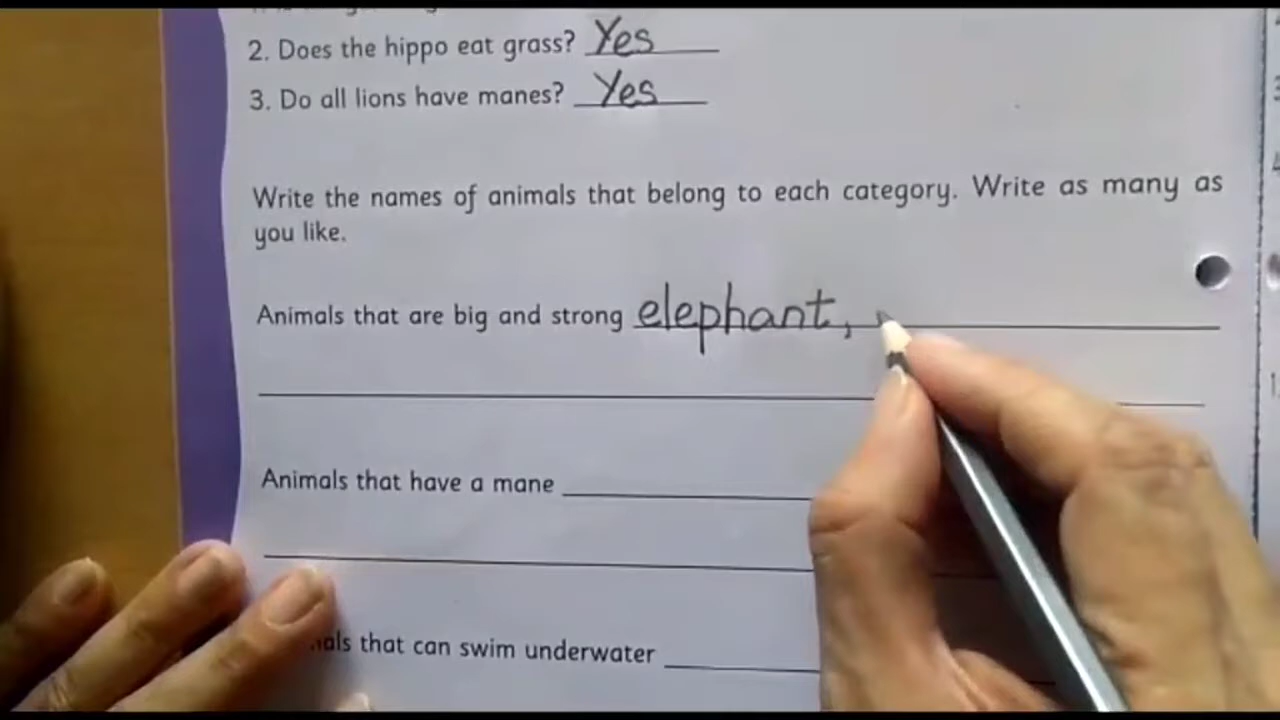 2. Does the hippo eat grass? Yes
3. Do all lions have manes? Yes
Write the names of animals that belong to each category. Write as many as
you like.
Animals that are big and strong elephant,
Animals that have a mane
that can swim underwater